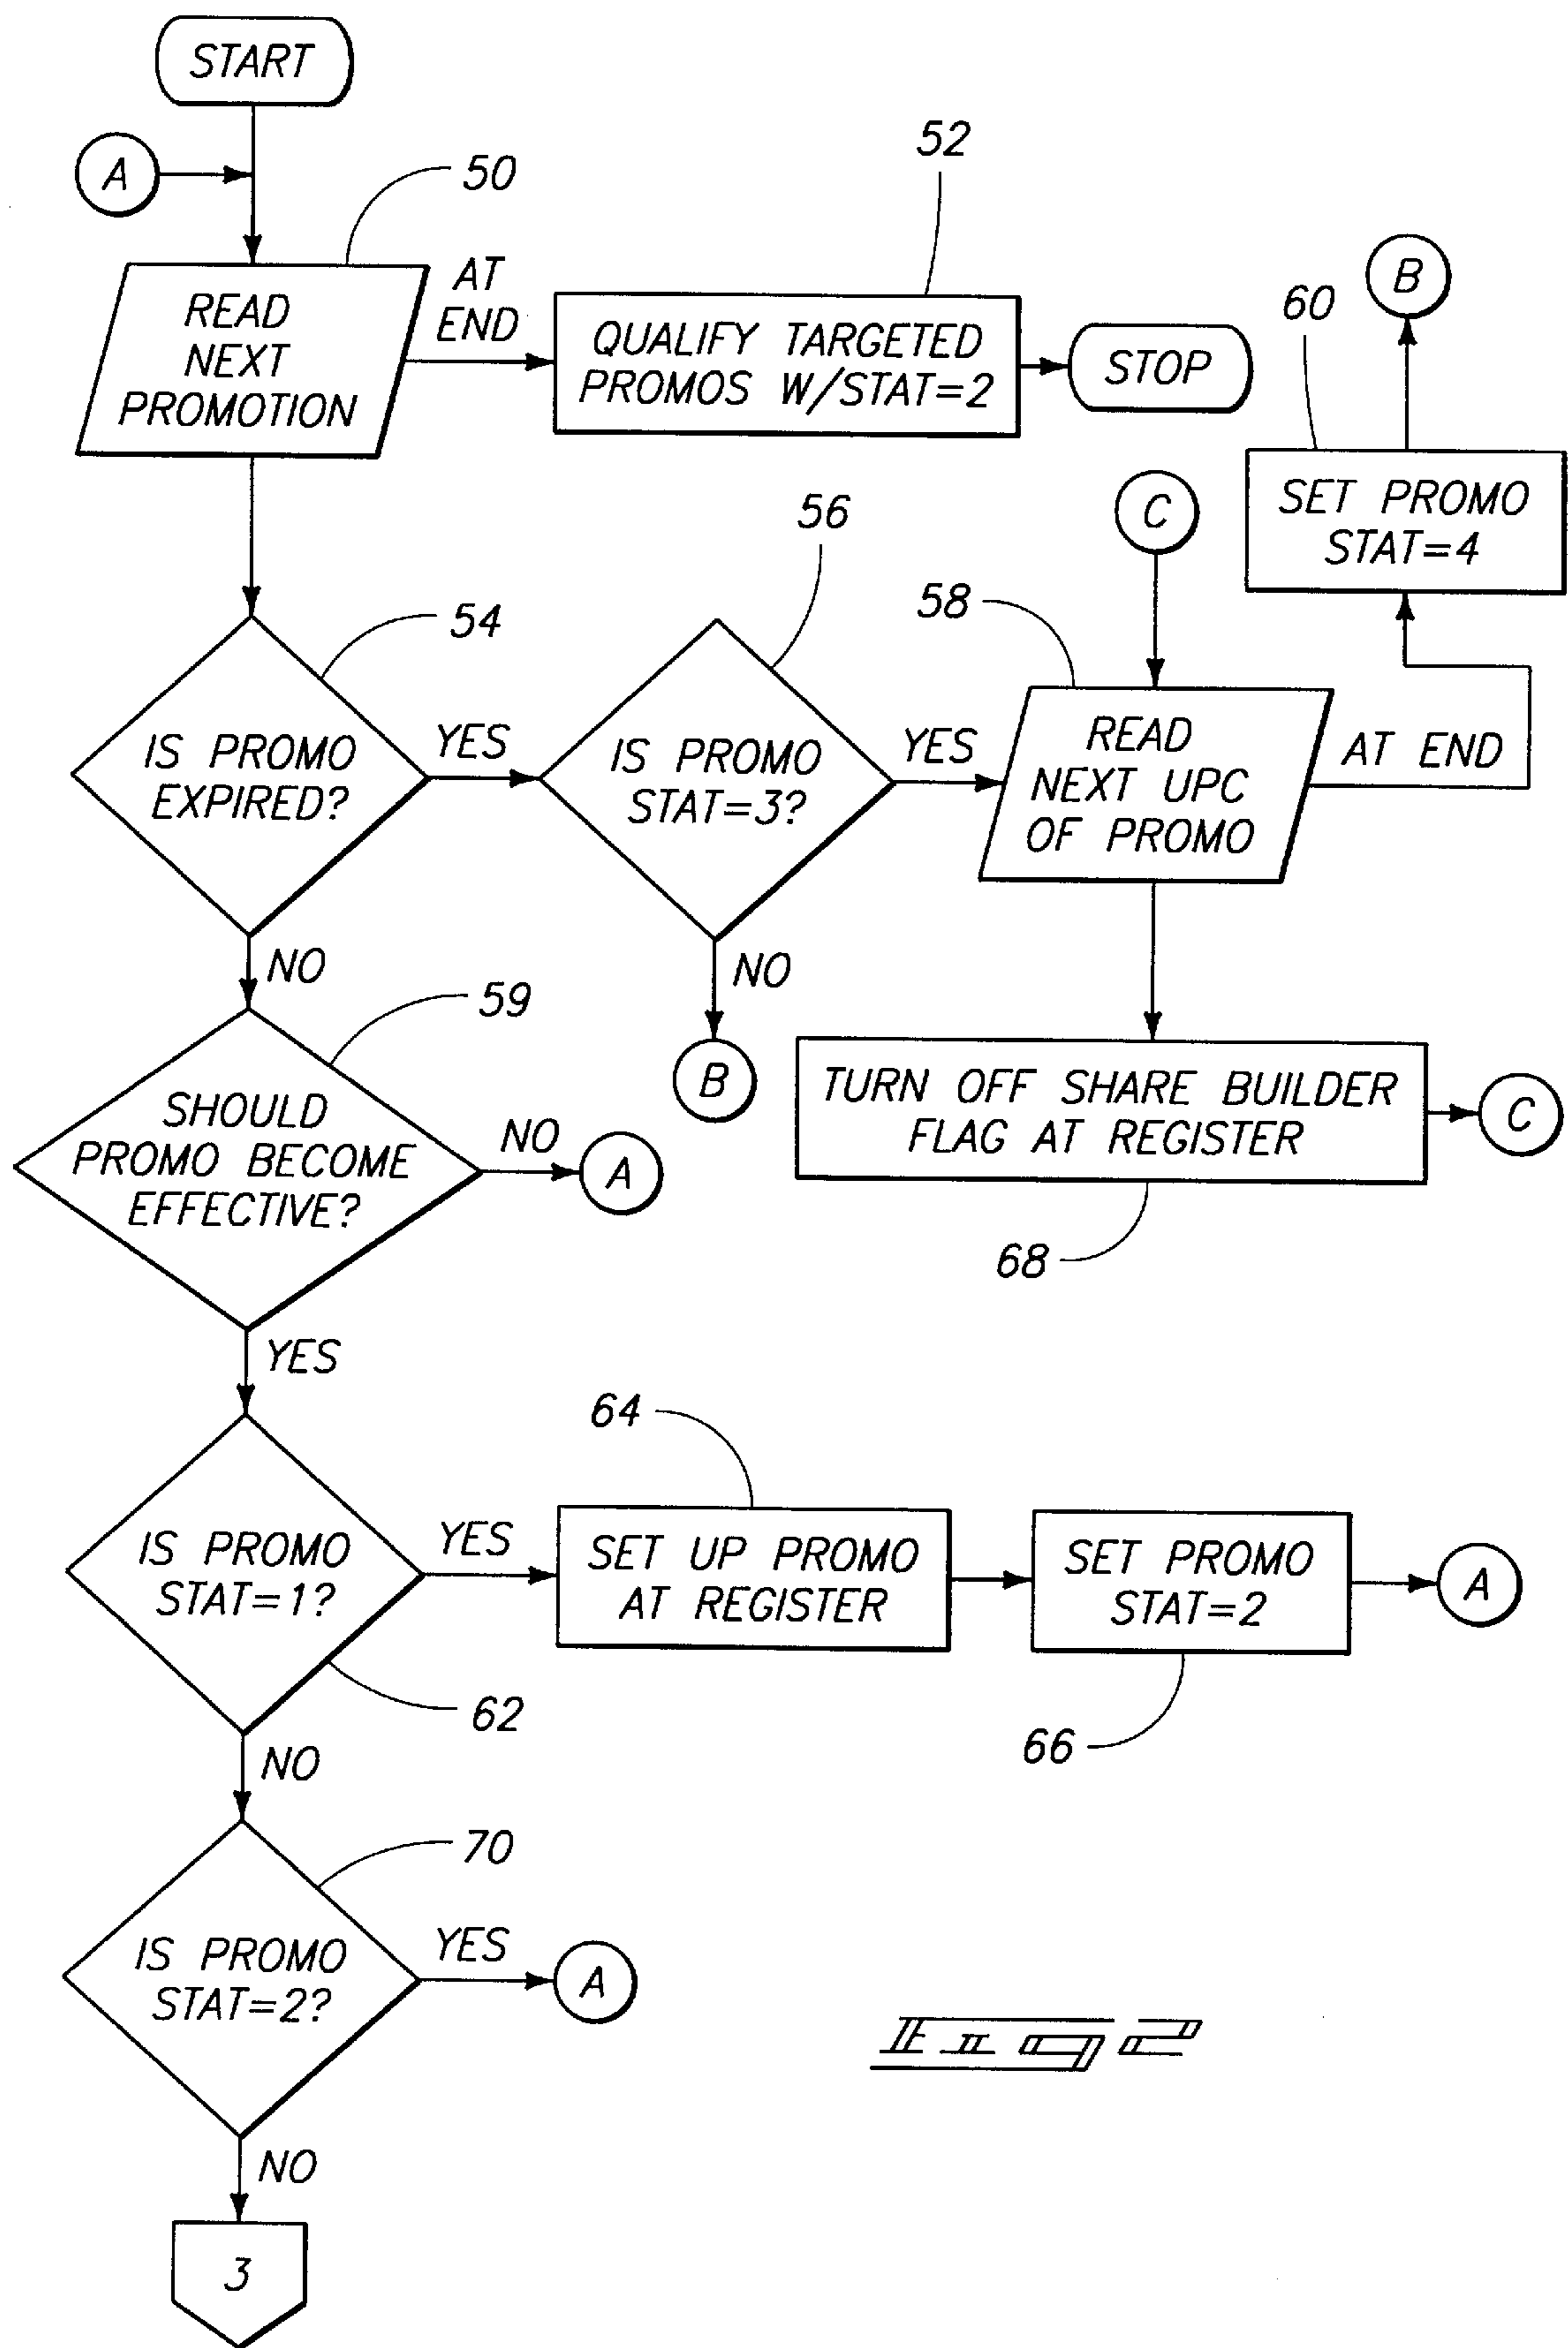 START
A
50
52
AT
END
READ
NEXT
PROMOTION
QUALIFY TARGETED
PROMOS W/STAT=2
STOP
B
60
SET PROMO
STAT=4
C
54
56
58
IS PROMO
EXPIRED?
YES
IS PROMO
STAT=3?
YES
READ
NEXT UPC
OF PROMO
AT END
NO
NO
B
59
SHOULD
PROMO BECOME
EFFECTIVE?
NO
A
TURN OFF SHARE BUILDER
FLAG AT REGISTER
C
68
YES
64
IS PROMO
STAT=1?
YES
SET UP PROMO
AT REGISTER
SET PROMO
STAT=2
A
62
66
NO
70
IS PROMO
STAT=2?
YES
A
NO
3
Fig 2